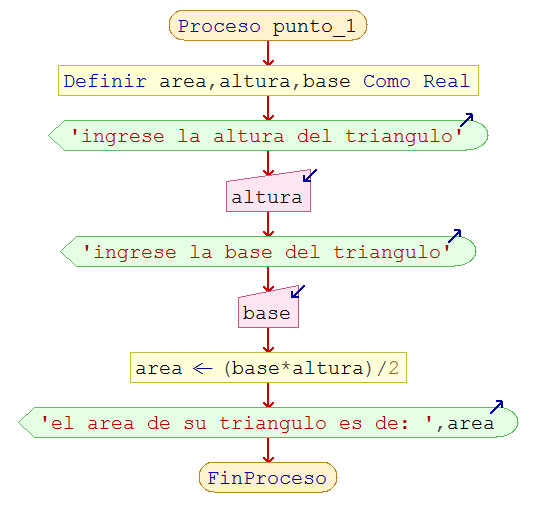 Proceso punto_1
Definir area,altura,base Como Real
'ingrese la altura del triangulo'
altura
'ingrese la base del triangulo'
base
area ← (base*altura)/2
'el area de su triangulo es de: ',area
FinProceso